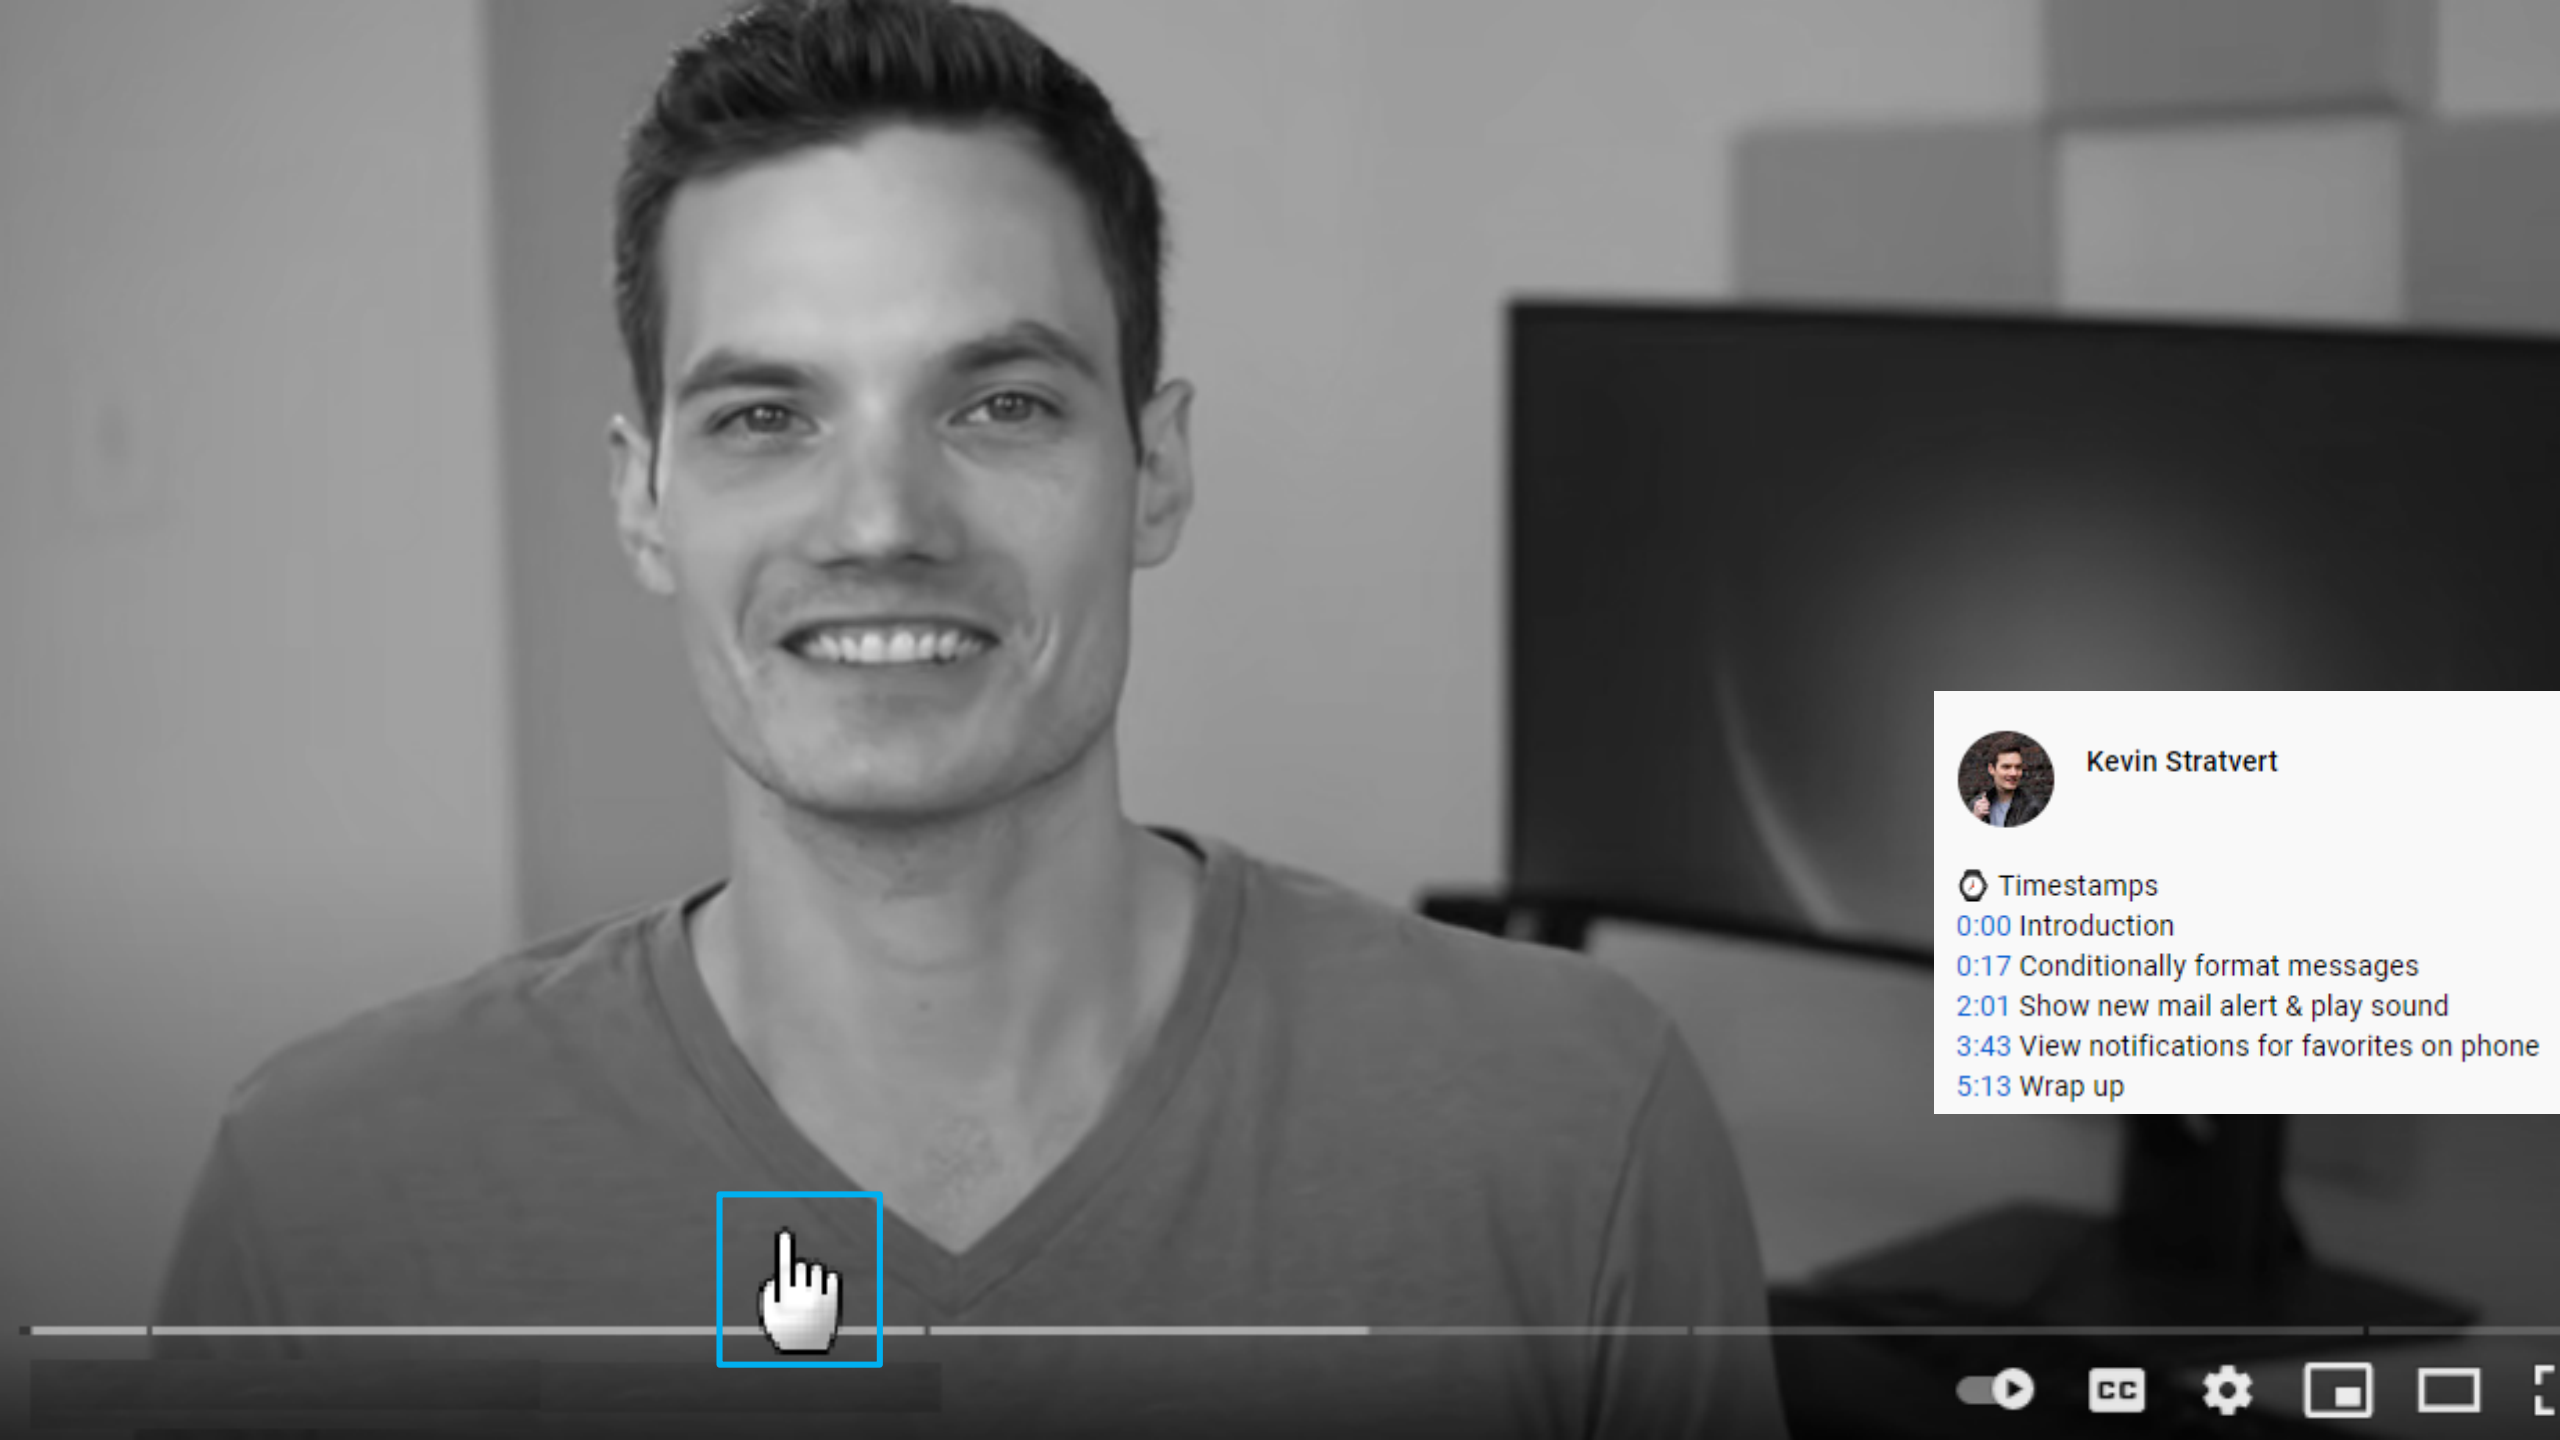 Kevin Stratvert
Timestamps
0:00 Introduction
0:17 Conditionally format messages
2:01 Show new mail alert & play sound
3:43 View notifications for favorites on phone
5:13 Wrap up
CC